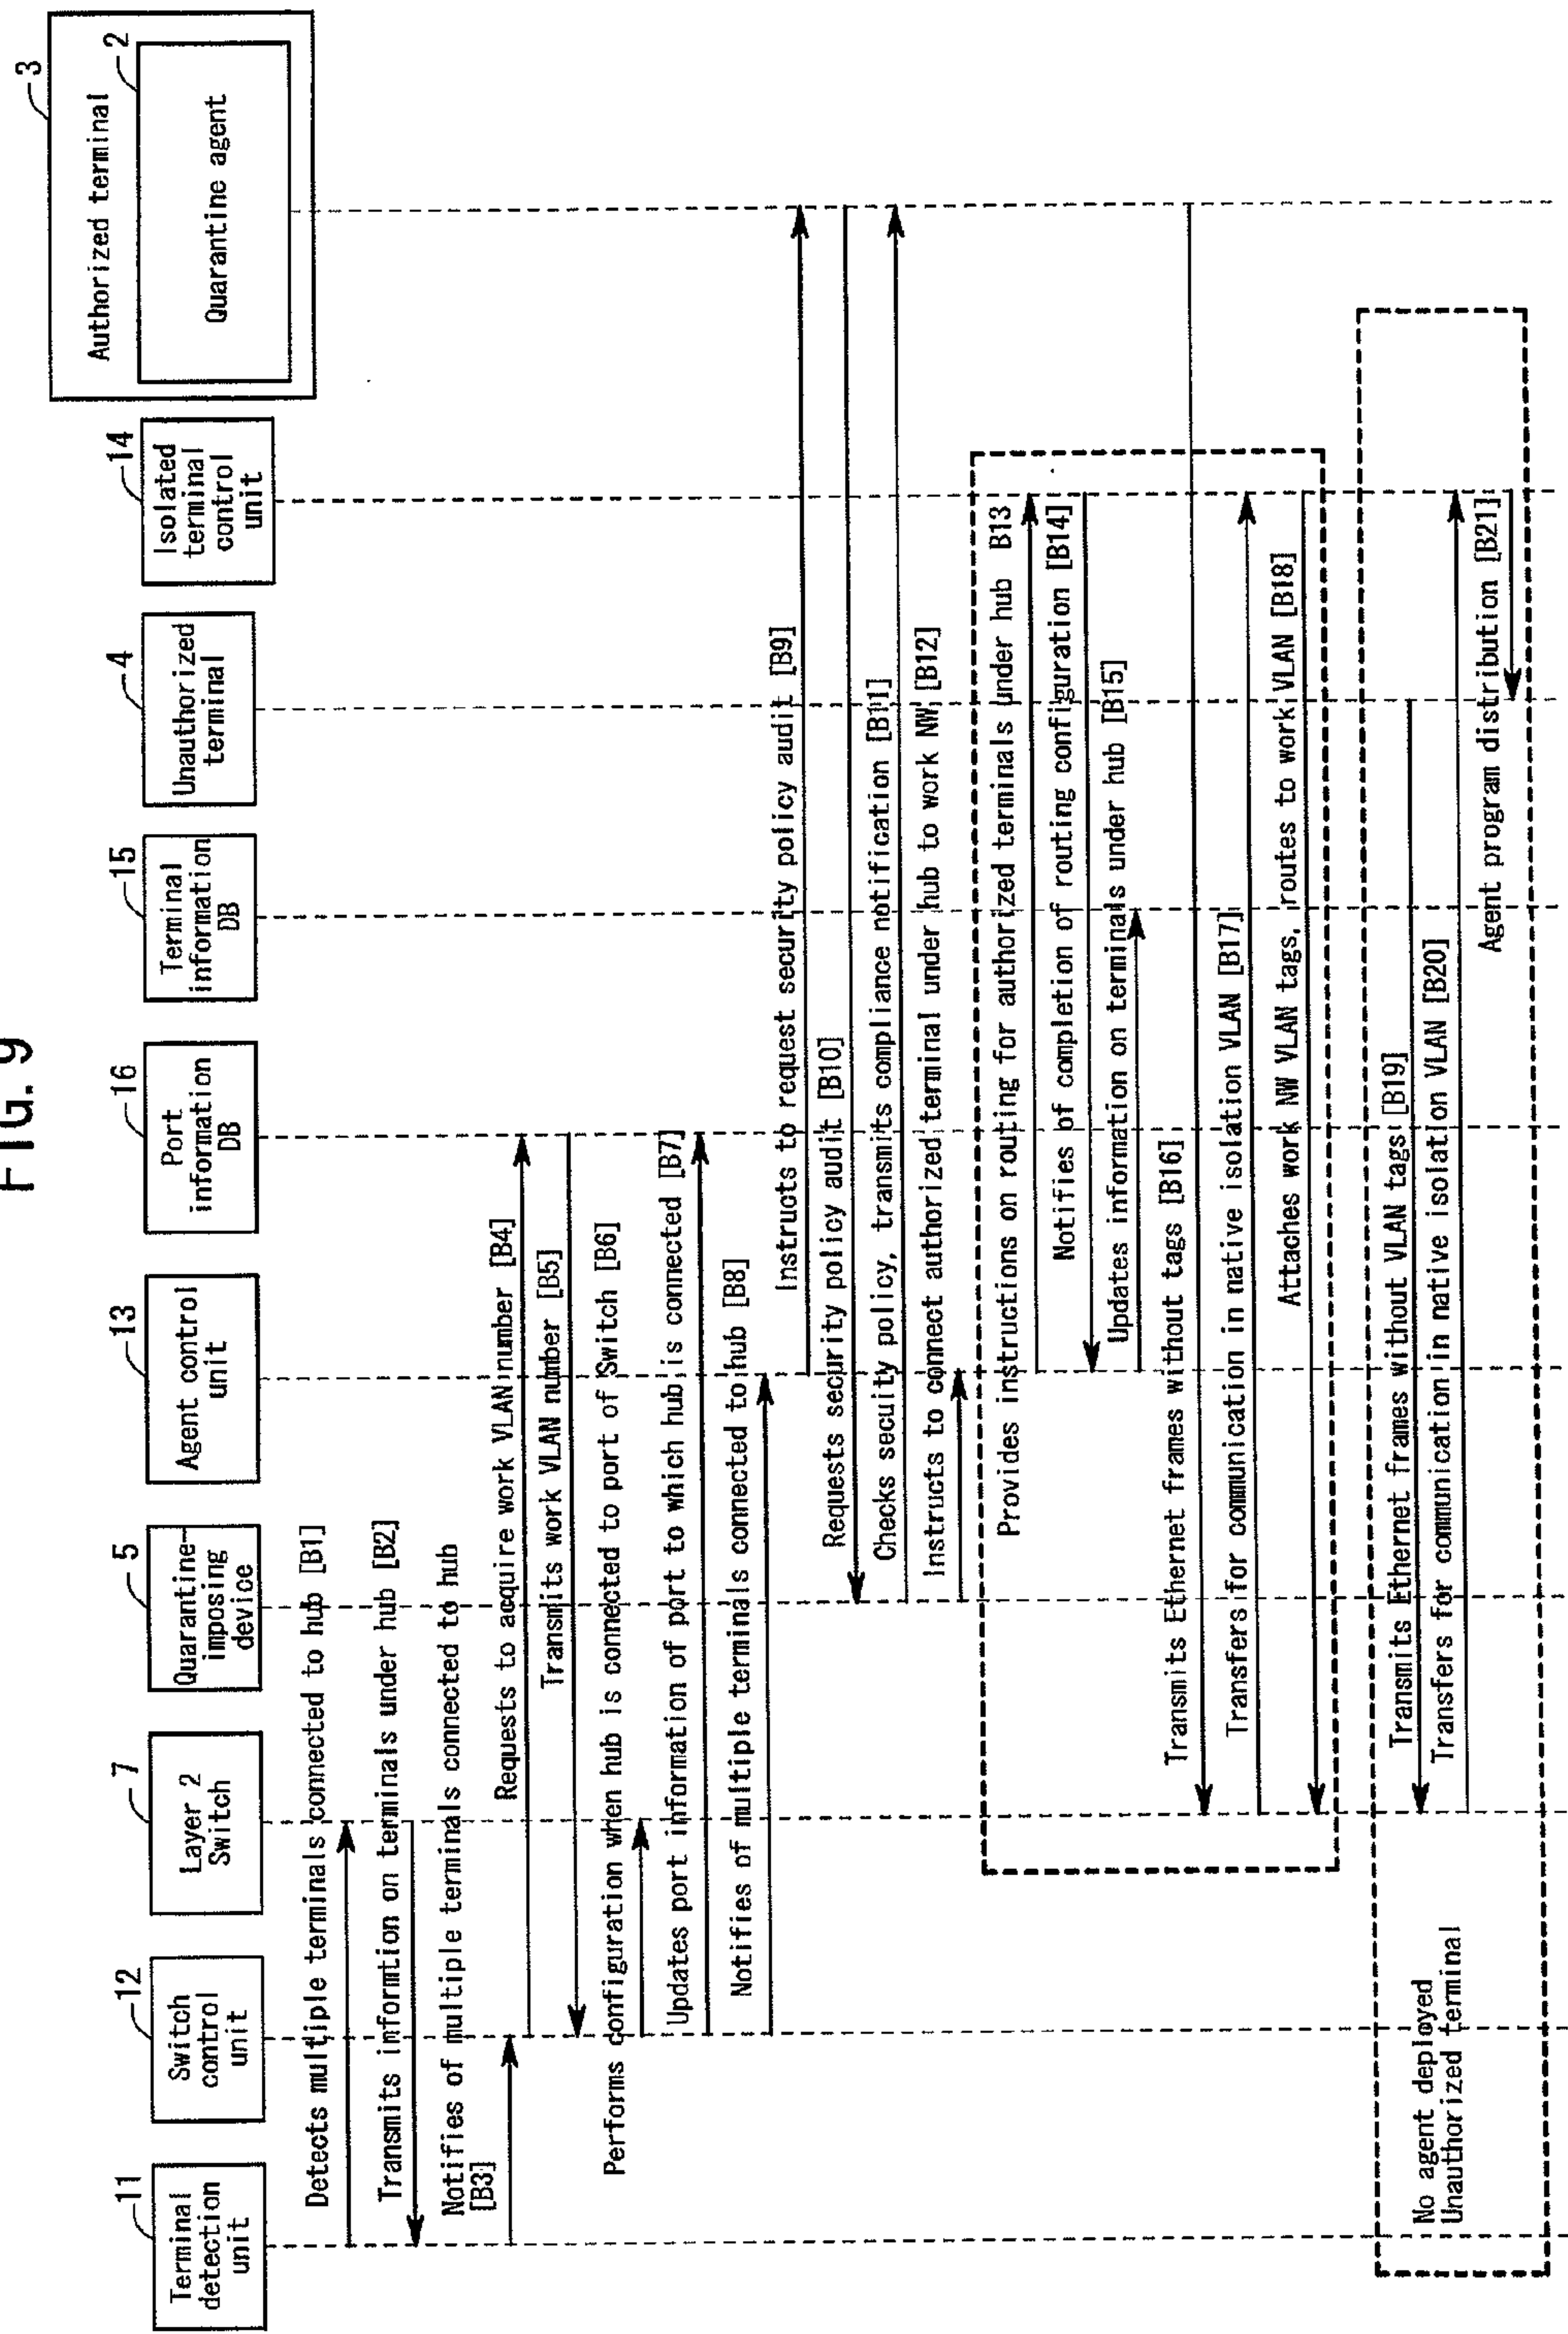 FIG. 9
11
Terminal
detection
unit
12
Switch
control
unit
7
Layer 2
Switch
5
Quarantine-
imposing
device
13
Agent control
unit
16
Port
information
DB
15
Terminal
information
DB
4
Unauthorized
terminal
14
Isolated
terminal
control
unit
3
Authorized terminal
2
Quarantine agent
Detects multiple terminals connected to hub [B1]
Transmits informtion on terminals under hub [B2]
Notifies of multiple terminals connected to hub
[B3]
Requests to acquire work VLAN number [B4]
Transmits work VLAN number [B5]
Performs configuration when hub is connected to port of Switch [B6]
Updates port information of port to which hub is connected [B7]
Notifies of multiple terminals connected to hub [B8]
Instructs to request security policy audit [B9]
Requests security policy audit [B10]
Checks security policy, transmits compliance notification [B11]
Instructs to connect authorized terminal under hub to work NW [B12]
Provides instructions on routing for authorized terminals under hub B13
Notifies of completion of routing configuration [B14]
Updates information on terminals under hub [B15]
Transmits Ethernet frames without tags [B16]
Transfers for communication in native isolation VLAN [B17]
Attaches work NW VLAN tags, routes to work VLAN [B18]
No agent deployed
Unauthorized terminal
Transmits Ethernet frames without VLAN tags [B19]
Transfers for communication in native isolation VLAN [B20]
Agent program distribution [B21]